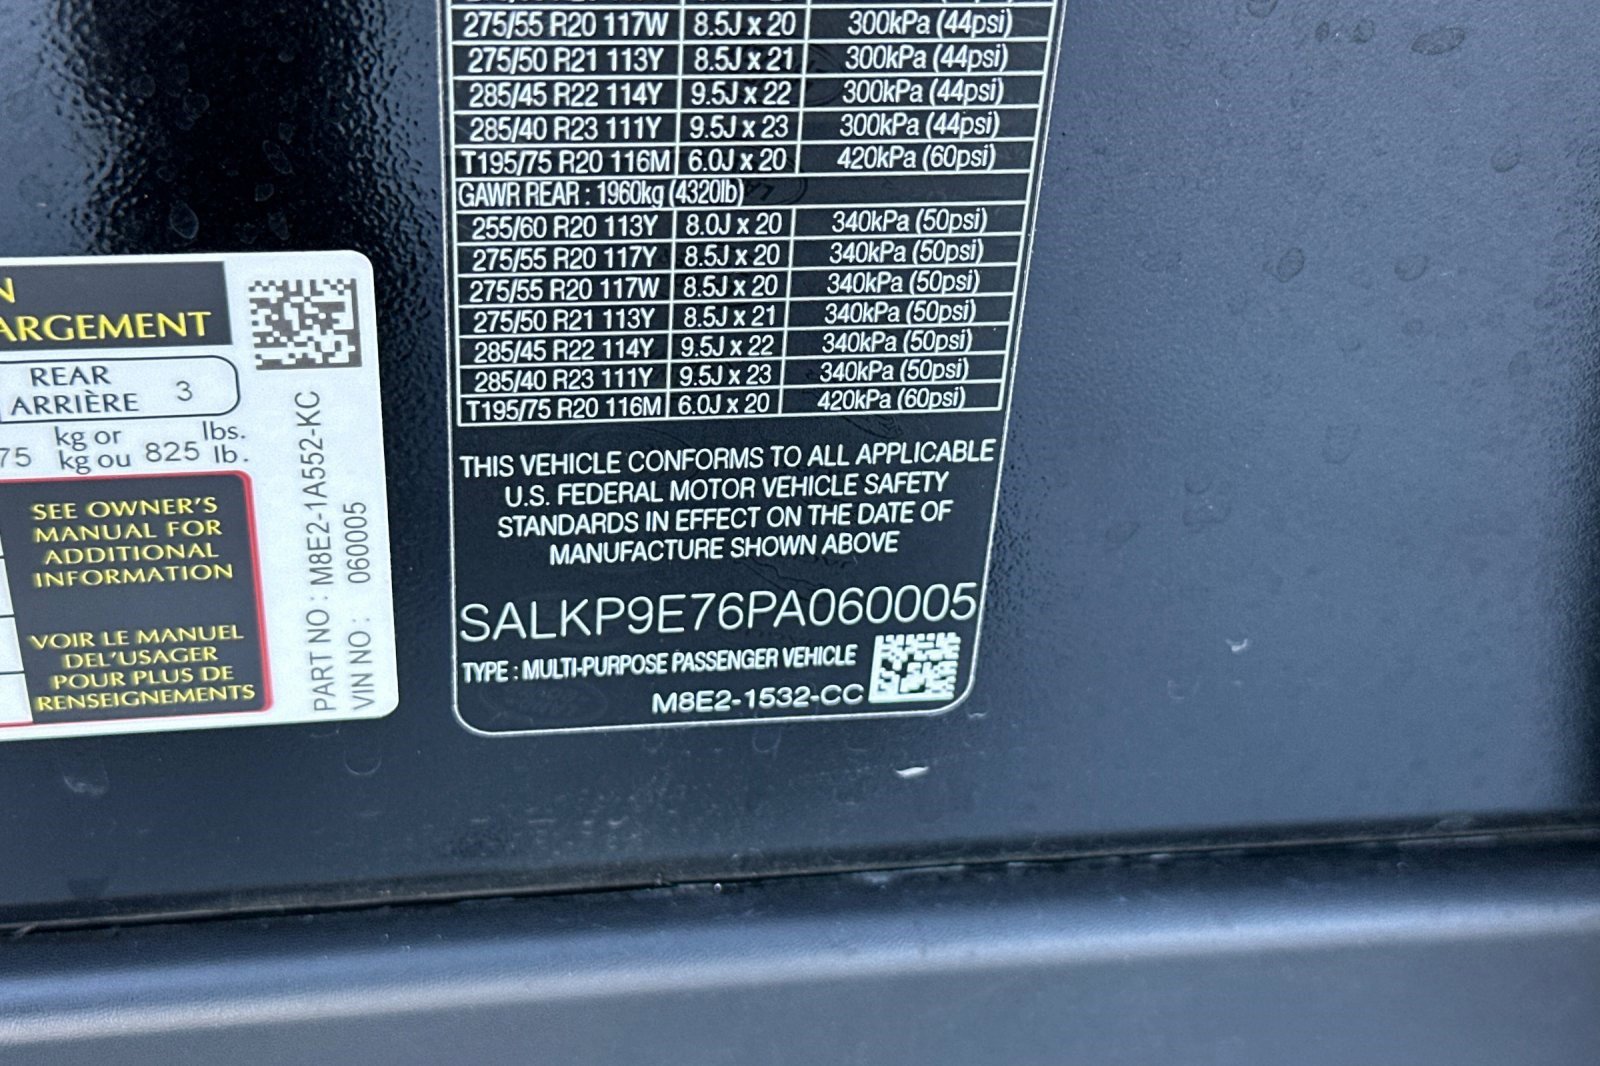 275/55 R20 117W 8.5J x 20 300kPa (44psi)
275/50 R21 113Y 8.5J x 21 300kPa (44psi)
285/45 R22 114Y 9.5J x 22 300kPa (44psi)
285/40 R23 111Y 9.5J x 23 300kPa (44psi)
T195/75 R20 116M 6.0J x 20 420kPa (60psi)
GAWR REAR : 1960kg (4320lb)
255/60 R20 113Y 8.0J x 20 340kPa (50psi)
275/55 R20 117Y 8.5J x 20 340kPa (50psi)
275/55 R20 117W 8.5J x 20 340kPa (50psi)
275/50 R21 113Y 8.5J x 21 340kPa (50psi)
285/45 R22 114Y 9.5J x 22 340kPa (50psi)
285/40 R23 111Y 9.5J x 23 340kPa (50psi)
T195/75 R20 116M 6.0J x 20 420kPa (60psi)
THIS VEHICLE CONFORMS TO ALL APPLICABLE
U.S. FEDERAL MOTOR VEHICLE SAFETY
STANDARDS IN EFFECT ON THE DATE OF
MANUFACTURE SHOWN ABOVE
SALKP9E76PA060005
TYPE : MULTI-PURPOSE PASSENGER VEHICLE
M8E2-1532-CC
N
ARGEMENT
REAR
ARRIÈRE 3
75 kg or 825 lbs.
kg ou lb.
SEE OWNER'S
MANUAL FOR
ADDITIONAL
INFORMATION
VOIR LE MANUEL
DEL'USAGER
POUR PLUS DE
RENSEIGNEMENTS
PART NO : M8E2-1A552-KC
VIN NO : 060005